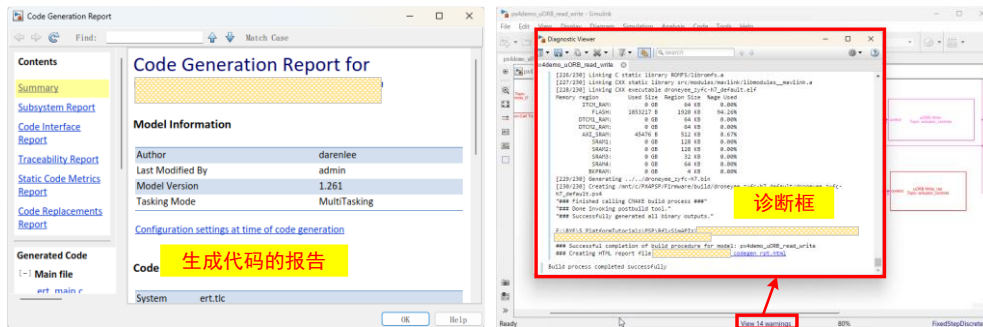 Code Generation Report
Find:
Match Case
Contents
Summary
Subsystem Report
Code Interface
Report
Traceability Report
Static Code Metrics
Report
Code Replacements
Report
Generated Code
[-] Main file
ert_main.c
Code Generation Report for
Model Information
Author darenlee
Last Modified By admin
Model Version 1.261
Tasking Mode MultiTasking
Configuration settings at time of code generation
生成代码的报告
Code
System ert.tlc
OK Help
px4demo_uORB_read_write - Simulink
File Edit View Display Diagram Simulation Analysis Code Tools Help
Diagnostic Viewer
search
px4demo_uORB_read_write
[226/230] Linking C static library ROMFS/libromfs.a
[227/230] Linking CXX static library src/modules/mavlink/libmodules__mavlink.a
[228/230] Linking CXX executable droneyee_zyfc-h7_default.elf
Memory region Used Size Region Size %age Used
ITCM_RAM: 0 GB 64 KB 0.00%
FLASH: 1853217 B 1920 KB 94.26%
DTCM1_RAM: 0 GB 64 KB 0.00%
DTCM2_RAM: 0 GB 64 KB 0.00%
AXI_SRAM: 45476 B 512 KB 8.67%
SRAM1: 0 GB 128 KB 0.00%
SRAM2: 0 GB 128 KB 0.00%
SRAM3: 0 GB 32 KB 0.00%
SRAM4: 0 GB 64 KB 0.00%
BKPRAM: 0 GB 4 KB 0.00%
[229/230] Generating ../../droneyee_zyfc-h7.bin
[230/230] Creating /mnt/c/PX4PSP/Firmware/build/droneyee_zyfc-h7_default/droneyee_zyfc-
h7_default.px4
"### Finished calling CMAKE build process ###"
"### Done invoking postbuild tool."
"### Successfully generated all binary outputs."
诊断框
### Successful completion of build procedure for model: px4demo_uORB_read_write
### Creating HTML report file codegen_rpt.html
Build process completed successfully
Ready
View 14 warnings
80%
FixedStepDiscrete